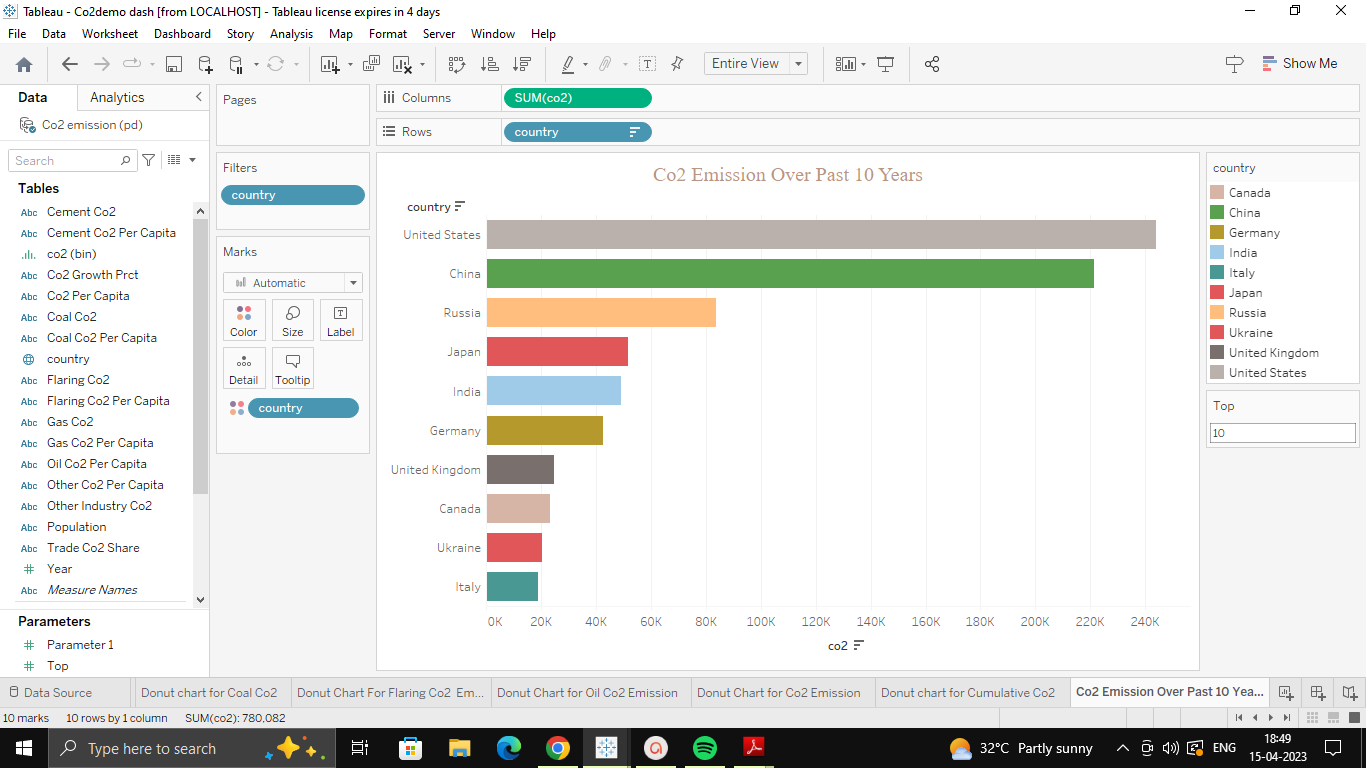 Tableau - Co2demo dash [from LOCALHOST] - Tableau license expires in 4 days
File Data Worksheet Dashboard Story Analysis Map Format Server Window Help
Entire View
Show Me
Data Analytics
Co2 emission (pd)
Search
Tables
Abc Cement Co2
Abc Cement Co2 Per Capita
co2 (bin)
Abc Co2 Growth Prct
Abc Co2 Per Capita
Abc Coal Co2
Abc Coal Co2 Per Capita
country
Abc Flaring Co2
Abc Flaring Co2 Per Capita
Abc Gas Co2
Abc Gas Co2 Per Capita
Abc Oil Co2 Per Capita
Abc Other Co2 Per Capita
Abc Other Industry Co2
Abc Population
Abc Trade Co2 Share
# Year
Abc Measure Names
Parameters
# Parameter 1
# Top
Pages
Filters
country
Marks
Automatic
Color Size Label
Detail Tooltip
country
Columns SUM(co2)
Rows country
Co2 Emission Over Past 10 Years
country
United States
China
Russia
Japan
India
Germany
United Kingdom
Canada
Ukraine
Italy
0K 20K 40K 60K 80K 100K 120K 140K 160K 180K 200K 220K 240K
co2
country
Canada
China
Germany
India
Italy
Japan
Russia
Ukraine
United Kingdom
United States
Top
10
Data Source Donut chart for Coal Co2 Donut Chart For Flaring Co2 Em... Donut Chart for Oil Co2 Emission Donut Chart for Co2 Emission Donut chart for Cumulative Co2 Co2 Emission Over Past 10 Yea...
10 marks 10 rows by 1 column SUM(co2): 780,082
Type here to search
32°C Partly sunny
ENG
18:49
15-04-2023